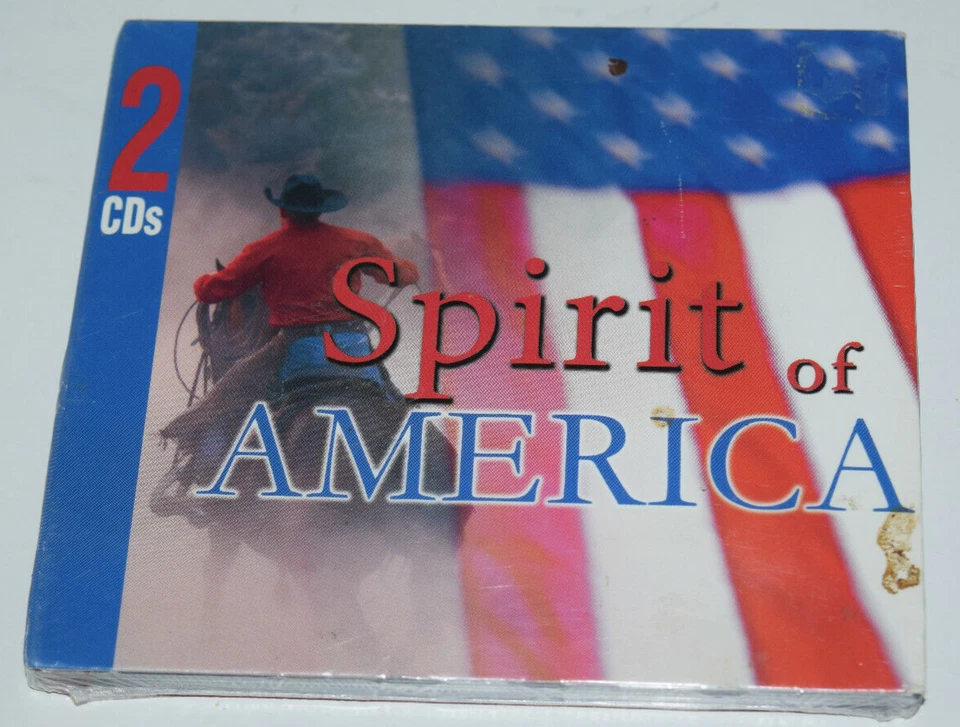 2
CDs
Spirit
of
AMERICA